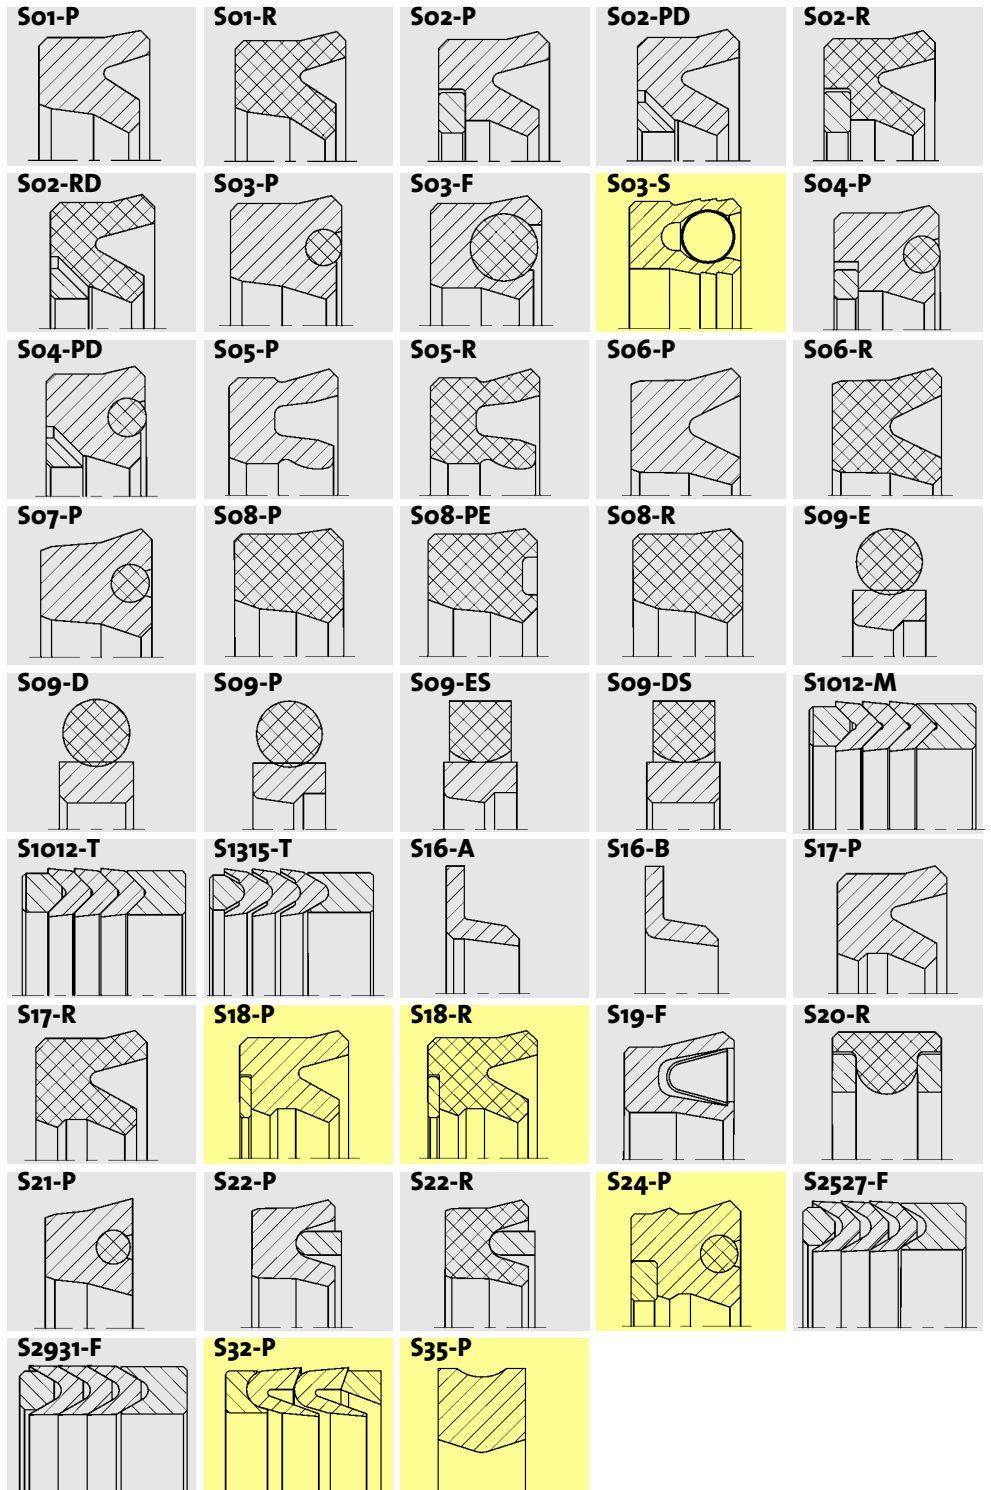 S01-P S01-R S02-P S02-PD S02-R
S02-RD S03-P S03-F S03-S S04-P
S04-PD S05-P S05-R S06-P S06-R
S07-P S08-P S08-PE S08-R S09-E
S09-D S09-P S09-ES S09-DS S1012-M
S1012-T S1315-T S16-A S16-B S17-P
S17-R S18-P S18-R S19-F S20-R
S21-P S22-P S22-R S24-P S2527-F
S2931-F S32-P S35-P